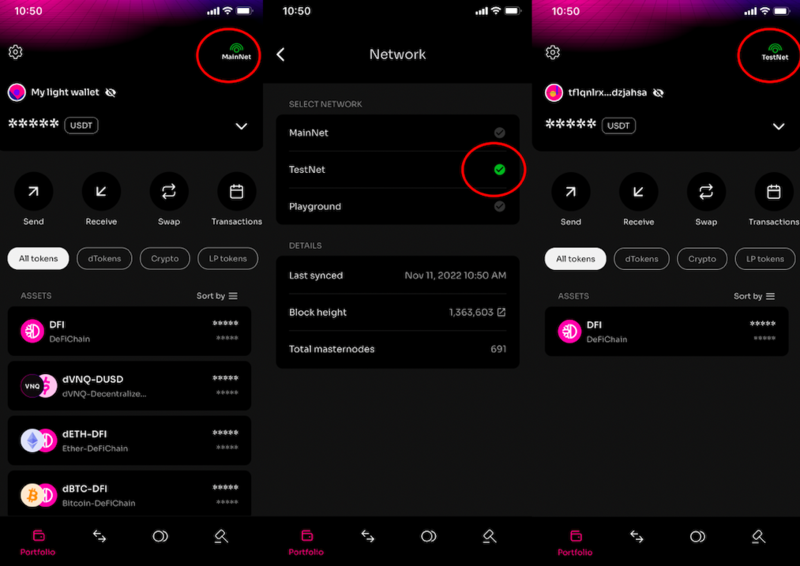 10:50
MainNet
My light wallet
***** USDT
Send Receive Swap Transactions
All tokens dTokens Crypto LP tokens
ASSETS Sort by
DFI *****
DeFiChain *****
VNQ
dVNQ-DUSD *****
dVNQ-Decentralize... *****
dETH-DFI *****
Ether-DeFiChain *****
dBTC-DFI *****
Bitcoin-DeFiChain *****
Portfolio
10:50
Network
SELECT NETWORK
MainNet
TestNet
Playground
DETAILS
Last synced Nov 11, 2022 10:50 AM
Block height 1,363,603
Total masternodes 691
Portfolio
10:50
TestNet
tf1qnlrx...dzjahsa
***** USDT
Send Receive Swap Transactions
All tokens dTokens Crypto LP tokens
ASSETS Sort by
DFI *****
DeFiChain *****
Portfolio